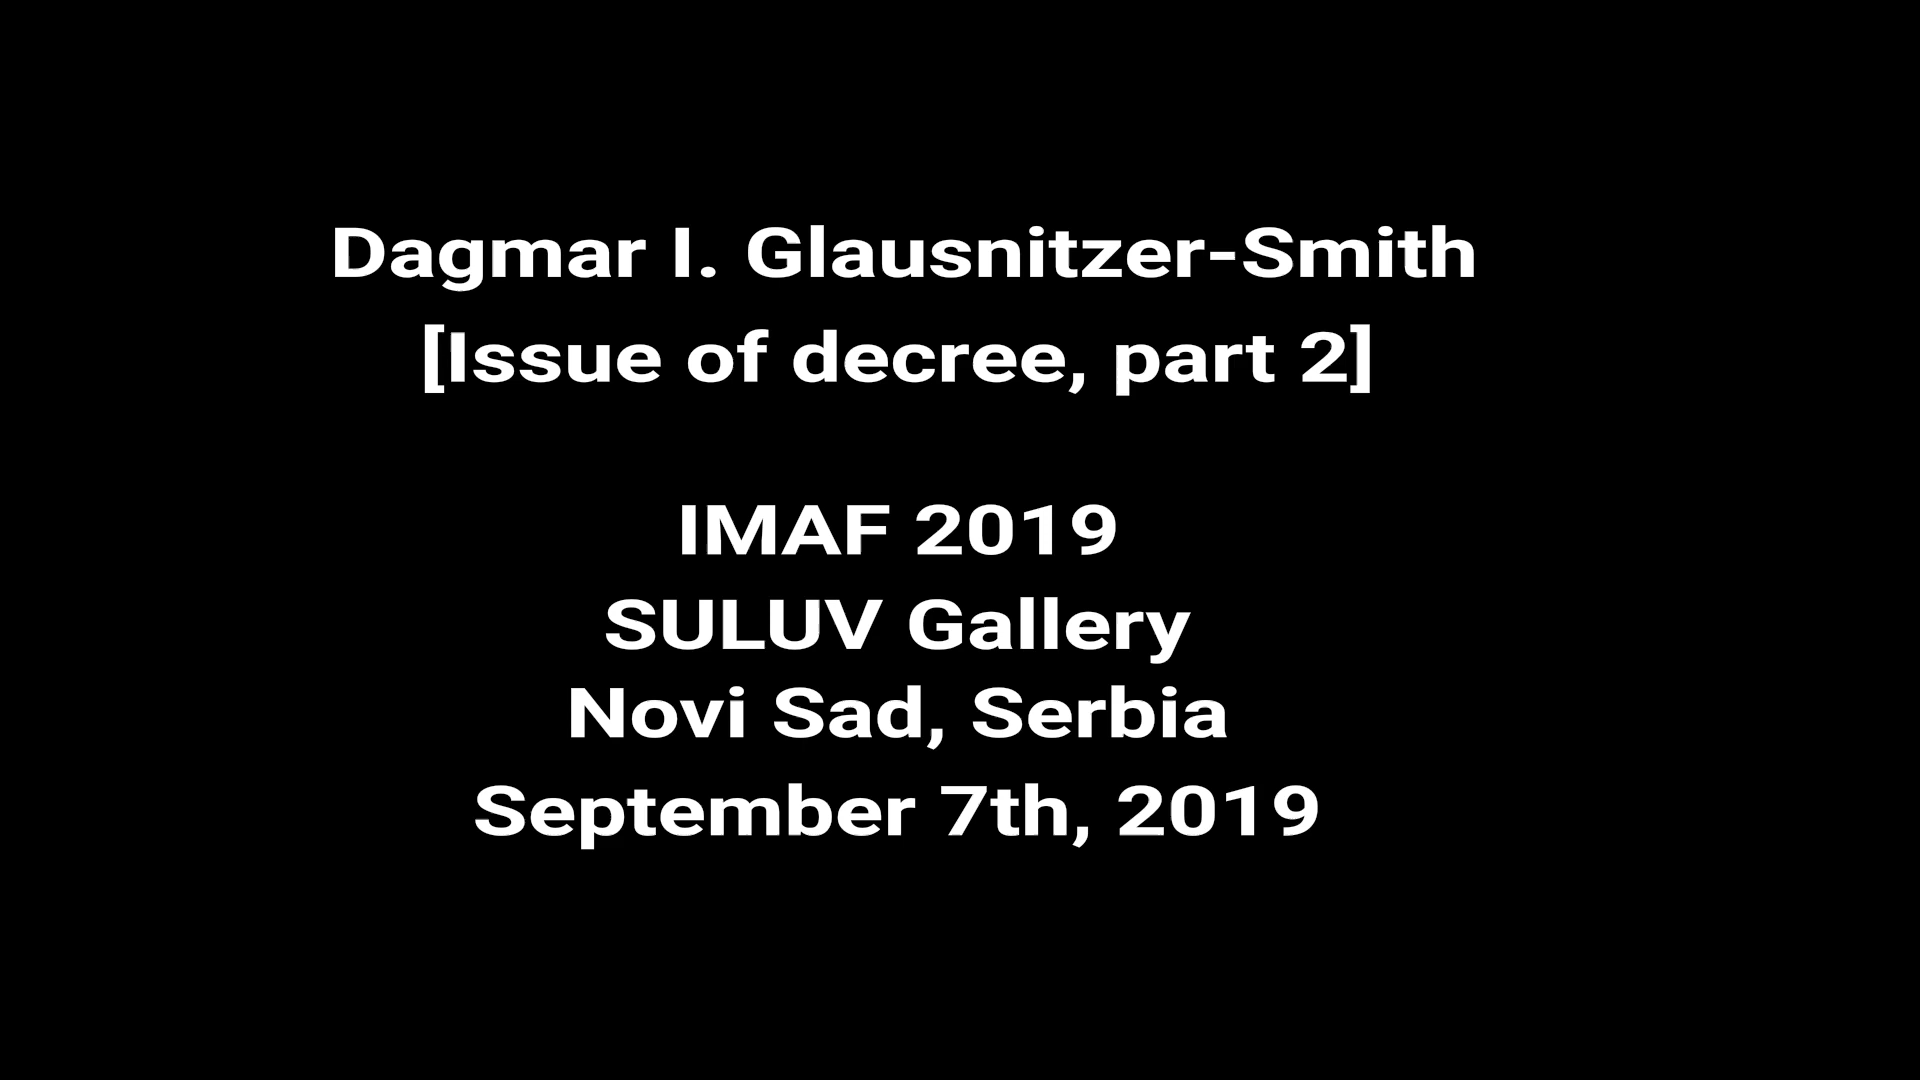 Dagmar I. Glausnitzer-Smith
[Issue of decree, part 2]
IMAF 2019
SULUV Gallery
Novi Sad, Serbia
September 7th, 2019